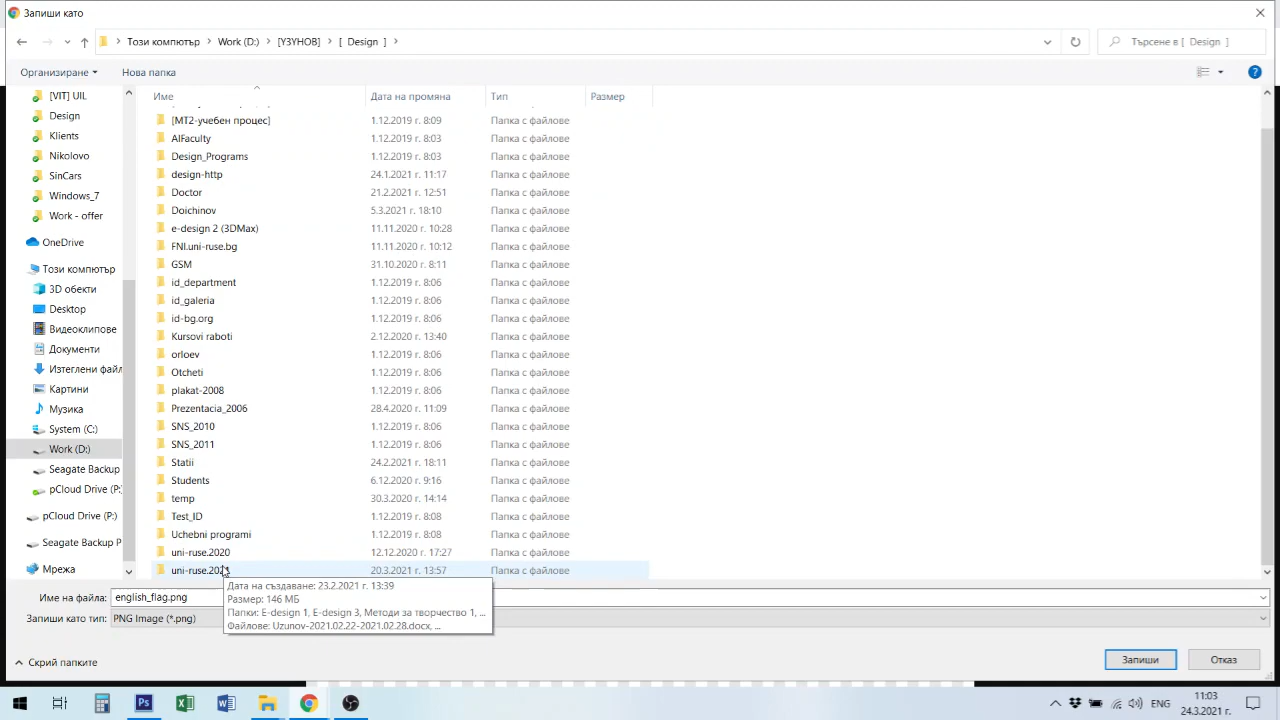 Запиши като
Този компютър > Work (D:) > [УЗУНОВ] > [ Design ] >
Търсене в [ Design ]
Организиране
Нова папка
[VIT] UIL
Design
Klients
Nikolovo
SinCars
Windows_7
Work - offer
OneDrive
Този компютър
3D обекти
Desktop
Видеоклипове
Документи
Изтеглени файл
Картини
Музика
System (C:)
Work (D:)
Seagate Backup
pCloud Drive (P:
pCloud Drive (P:)
Seagate Backup P
Мрежа
Име Дата на промяна Тип Размер
[МТ2-учебен процес] 1.12.2019 г. 8:09 Папка с файлове
AIFaculty 1.12.2019 г. 8:03 Папка с файлове
Design_Programs 1.12.2019 г. 8:03 Папка с файлове
design-http 24.1.2021 г. 11:17 Папка с файлове
Doctor 21.2.2021 г. 12:51 Папка с файлове
Doichinov 5.3.2021 г. 18:10 Папка с файлове
e-design 2 (3DMax) 11.11.2020 г. 10:28 Папка с файлове
FNI.uni-ruse.bg 11.11.2020 г. 10:12 Папка с файлове
GSM 31.10.2020 г. 8:11 Папка с файлове
id_department 1.12.2019 г. 8:06 Папка с файлове
id_galeria 1.12.2019 г. 8:06 Папка с файлове
id-bg.org 1.12.2019 г. 8:06 Папка с файлове
Kursovi raboti 2.12.2020 г. 13:40 Папка с файлове
orloev 1.12.2019 г. 8:06 Папка с файлове
Otcheti 1.12.2019 г. 8:06 Папка с файлове
plakat-2008 1.12.2019 г. 8:06 Папка с файлове
Prezentacia_2006 28.4.2020 г. 11:09 Папка с файлове
SNS_2010 1.12.2019 г. 8:06 Папка с файлове
SNS_2011 1.12.2019 г. 8:06 Папка с файлове
Statii 24.2.2021 г. 18:11 Папка с файлове
Students 6.12.2020 г. 9:16 Папка с файлове
temp 30.3.2020 г. 14:14 Папка с файлове
Test_ID 1.12.2019 г. 8:08 Папка с файлове
Uchebni programi 1.12.2019 г. 8:08 Папка с файлове
uni-ruse.2020 12.12.2020 г. 17:27 Папка с файлове
uni-ruse.2021 20.3.2021 г. 13:57 Папка с файлове
Дата на създаване: 23.2.2021 г. 13:39
Размер: 146 МБ
Папки: E-design 1, E-design 3, Методи за творчество 1, ...
Файлове: Uzunov-2021.02.22-2021.02.28.docx, ...
Име на файла: english_flag.png
Запиши като тип: PNG Image (*.png)
Скрий папките
Запиши
Отказ
Ps
ENG
11:03
24.3.2021 г.